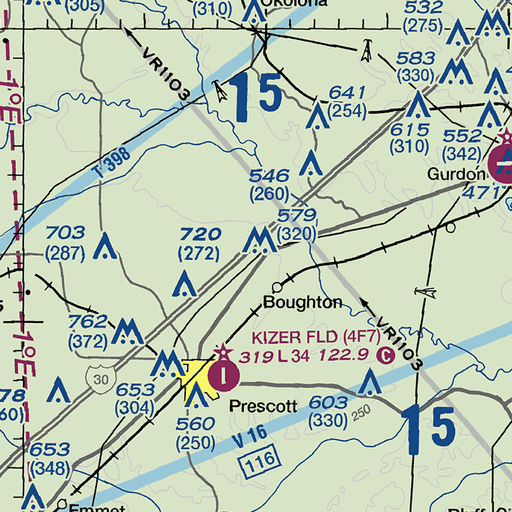 (305)
(310)
Okolona
532
(275)
VR1103
583
(330)
641
(254)
15
615
(310)
552
(342)
T 398
1°E
546
(260)
Gurdon
471
579
(320)
703
(287)
720
(272)
Boughton
762
(372)
KIZER FLD (4F7)
319 L 34 122.9 C
VR1103
1°E
30
653
(304)
Prescott
603
(330)
250
15
560
(250)
V 16
116
653
(348)
Emmet